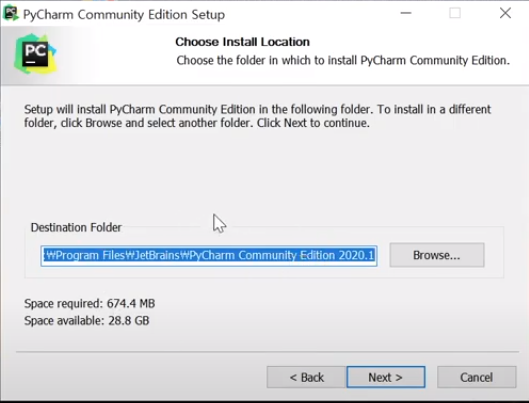 PyCharm Community Edition Setup
PC
Choose Install Location
Choose the folder in which to install PyCharm Community Edition.
Setup will install PyCharm Community Edition in the following folder. To install in a different
folder, click Browse and select another folder. Click Next to continue.
Destination Folder
:₩Program Files₩JetBrains₩PyCharm Community Edition 2020.1
Browse...
Space required: 674.4 MB
Space available: 28.8 GB
< Back
Next >
Cancel